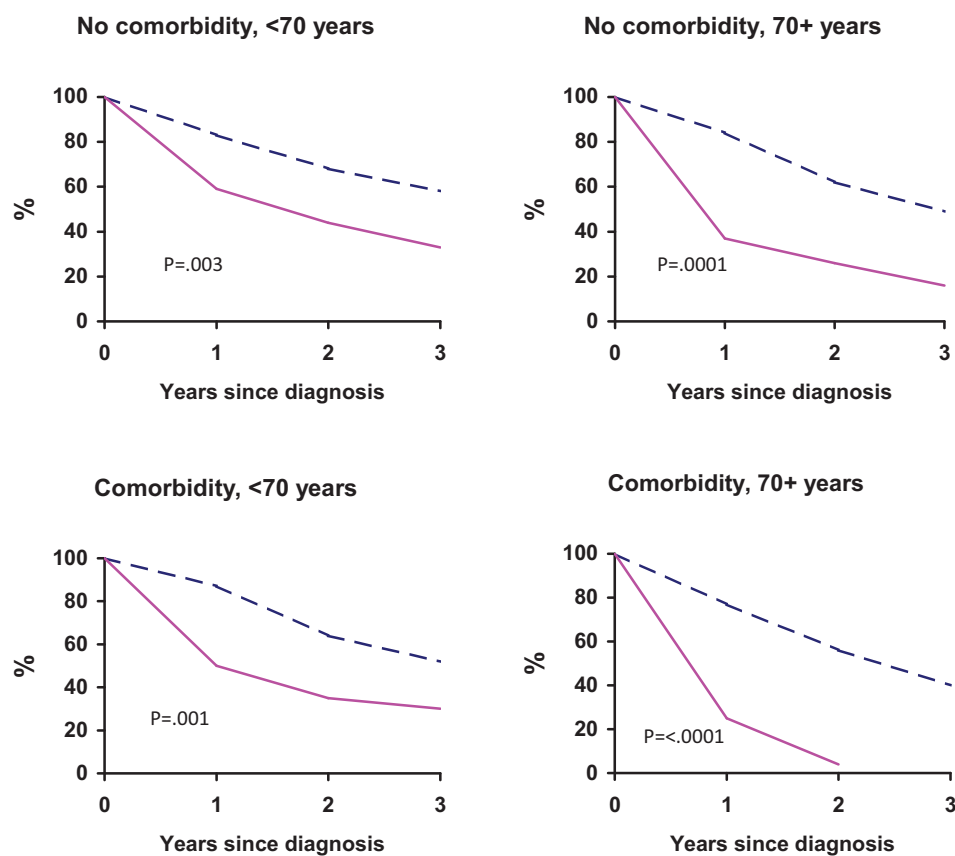 No comorbidity, <70 years
100
80
60
40
20
0
%
P=.003
0 1 2 3
Years since diagnosis
No comorbidity, 70+ years
100
80
60
40
20
0
%
P=.0001
0 1 2 3
Years since diagnosis
Comorbidity, <70 years
100
80
60
40
20
0
%
P=.001
0 1 2 3
Years since diagnosis
Comorbidity, 70+ years
100
80
60
40
20
0
%
P=<.0001
0 1 2 3
Years since diagnosis